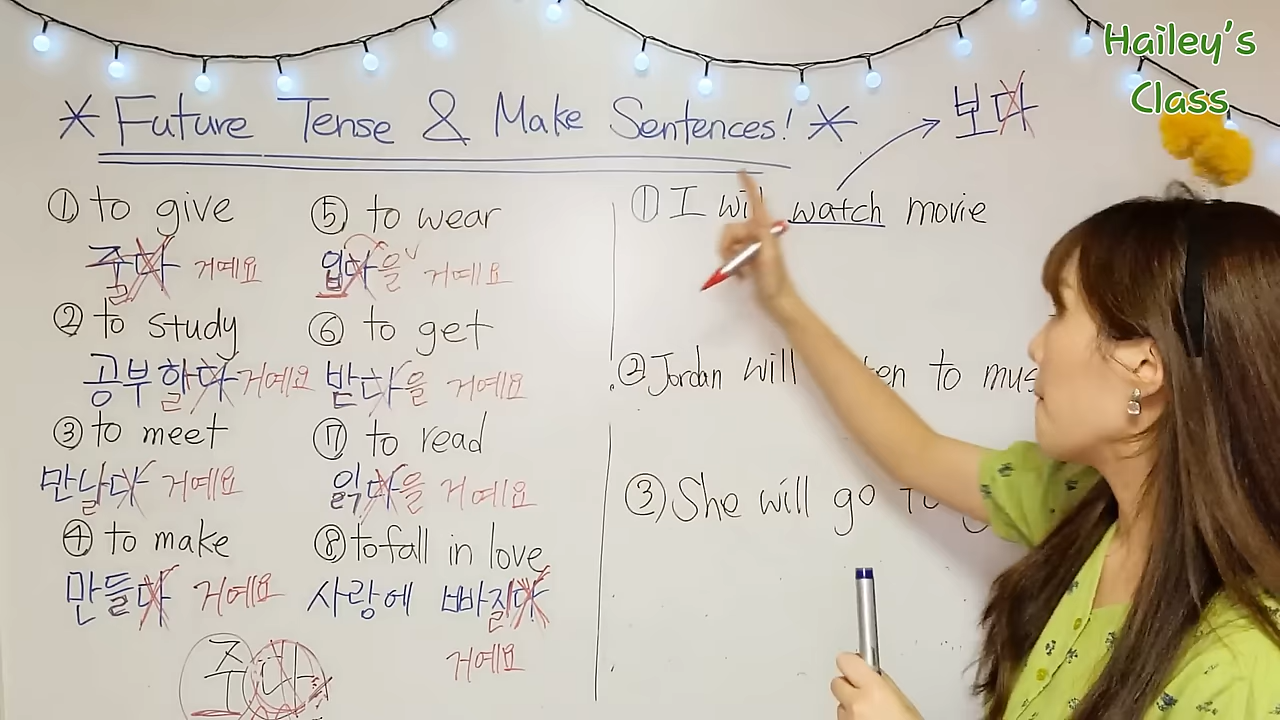 Hailey's
Class
* Future Tense & Make Sentences! *
보다
① to give
줄다 거예요
② to study
공부할다 거예요
③ to meet
만날다 거예요
④ to make
만들다 거예요
주다
⑤ to wear
입다을 거예요
⑥ to get
받다을 거예요
⑦ to read
읽다을 거예요
⑧ to fall in love
사랑에 빠질다
거예요
① I will watch movie
② Jordan will to
③ She will go to